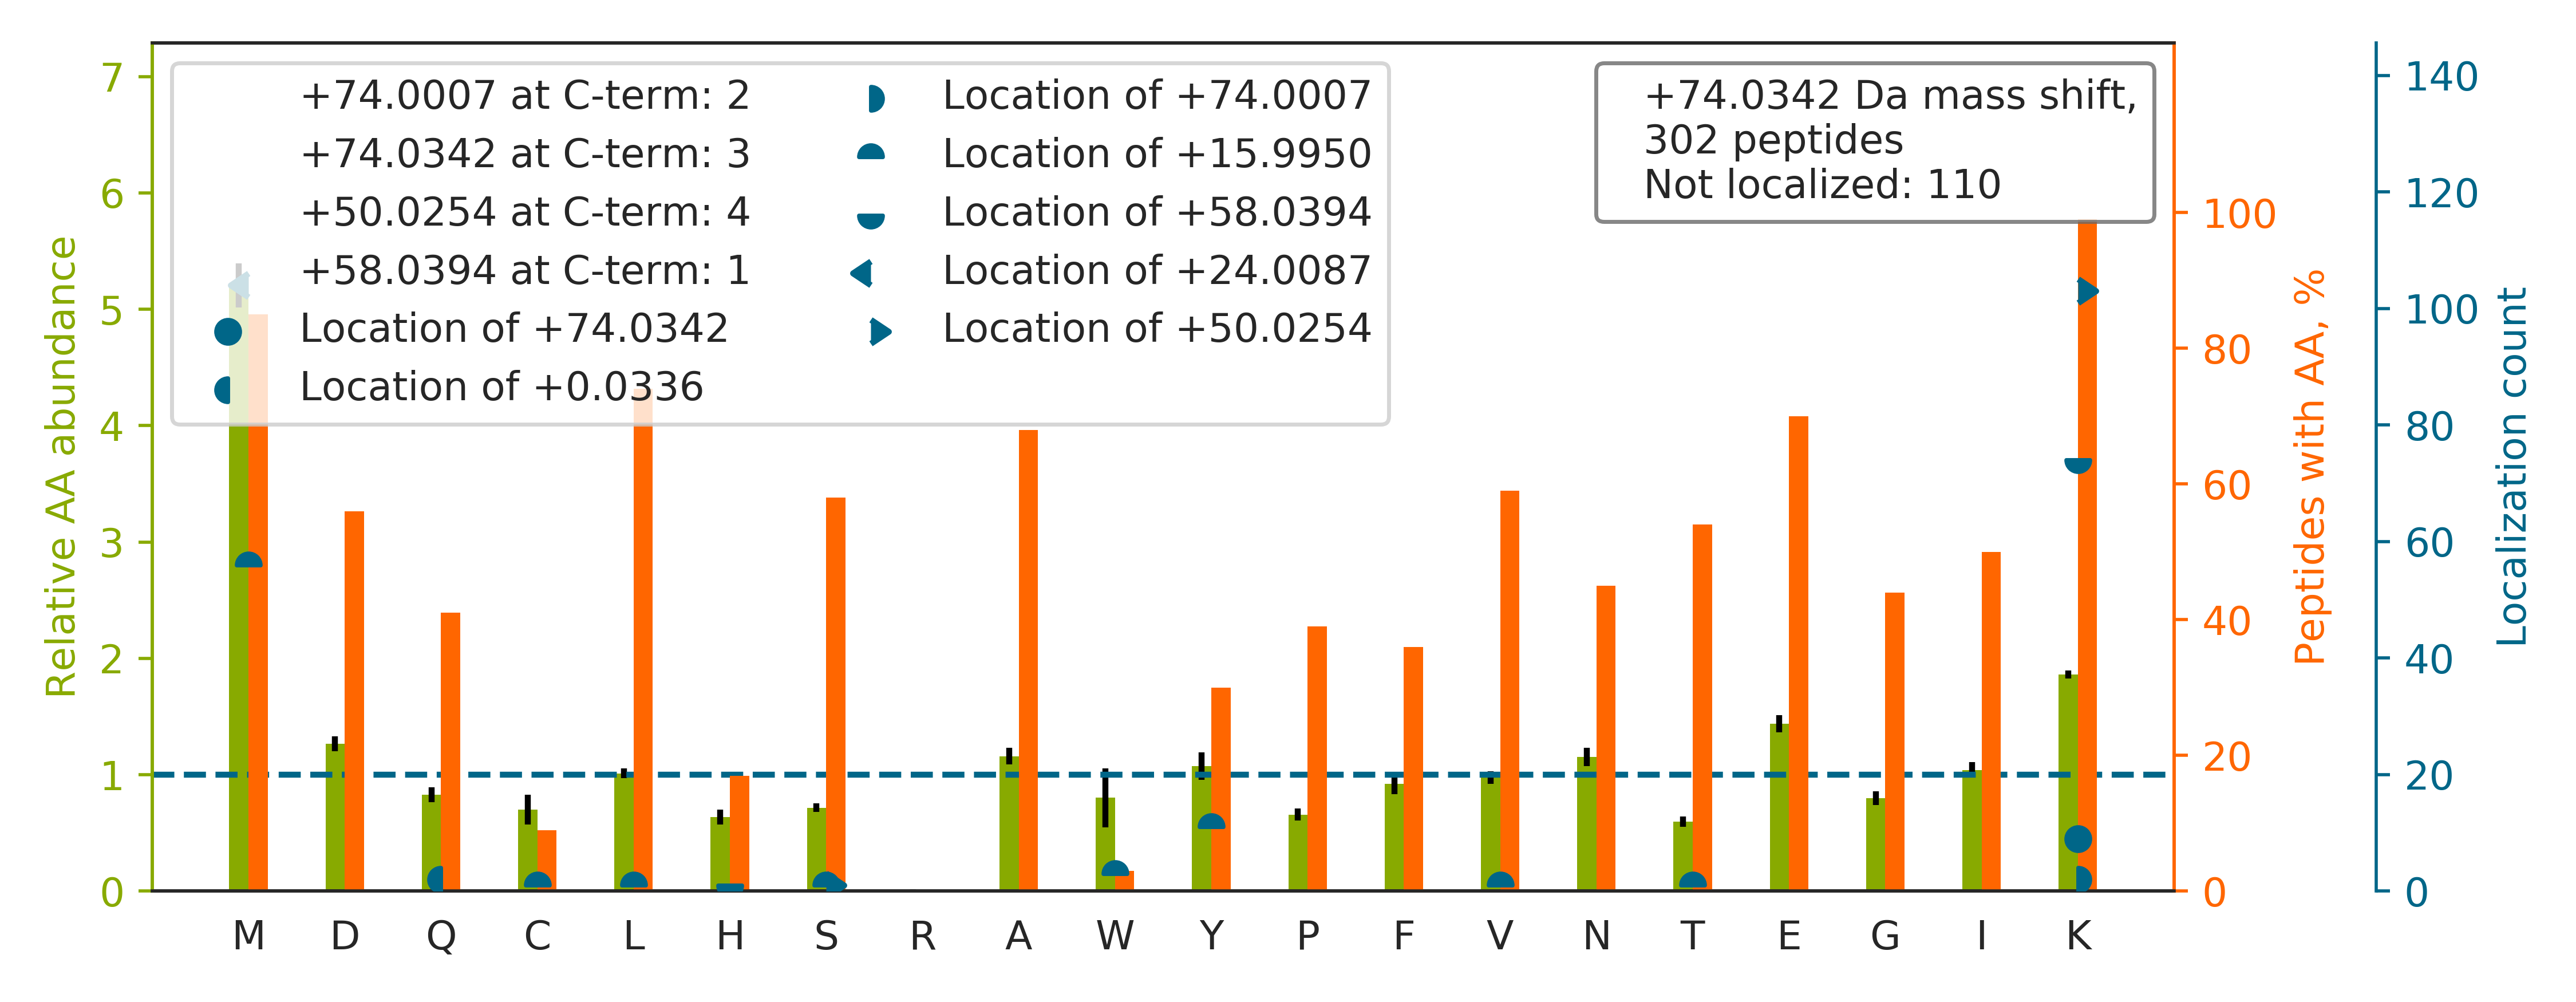 +74.0007 at C-term: 2
+74.0342 at C-term: 3
+50.0254 at C-term: 4
+58.0394 at C-term: 1
Location of +74.0342
Location of +0.0336
Location of +74.0007
Location of +15.9950
Location of +58.0394
Location of +24.0087
Location of +50.0254
+74.0342 Da mass shift,
302 peptides
Not localized: 110
Relative AA abundance
7
6
5
4
3
2
1
0
M D Q C L H S R A W Y P F V N T E G I K
100
80
60
40
20
0
Peptides with AA, %
140
120
100
80
60
40
20
0
Localization count